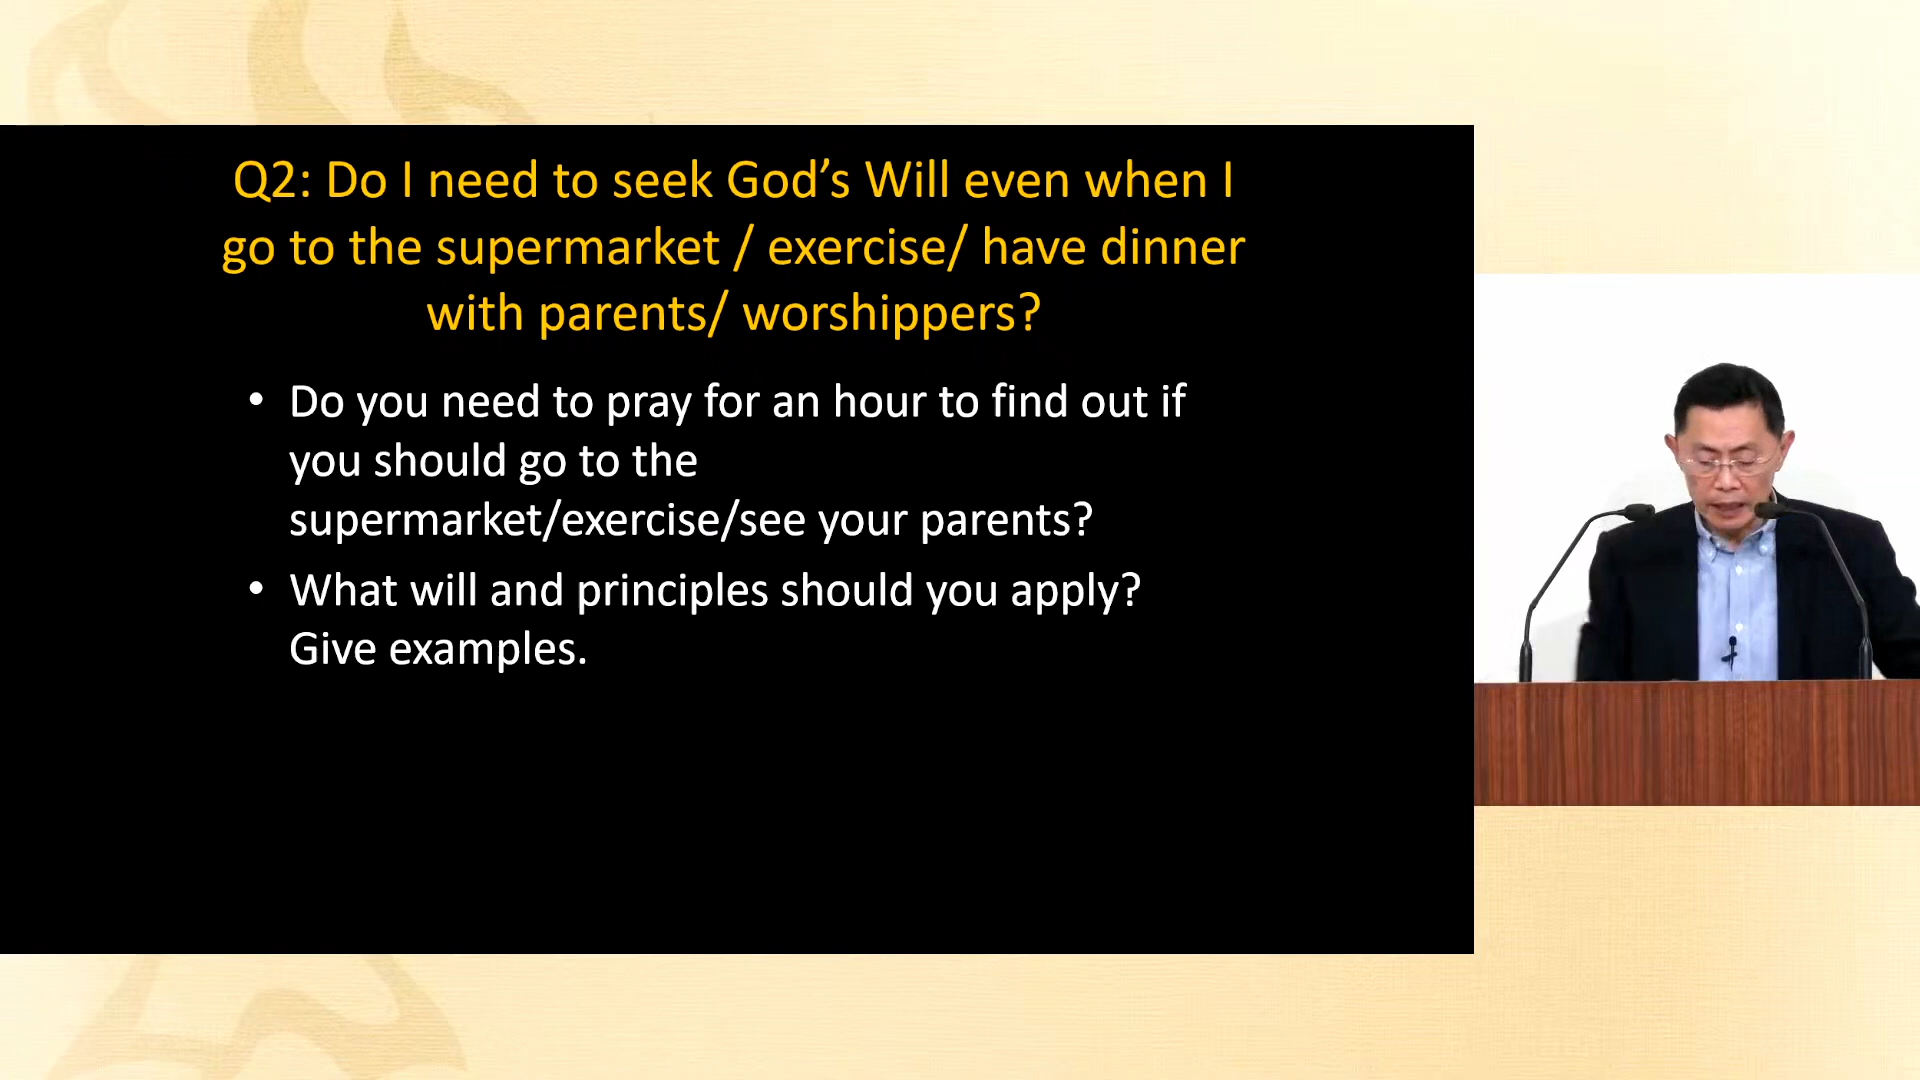 Q2: Do I need to seek God’s Will even when I
go to the supermarket / exercise/ have dinner
with parents/ worshippers?
• Do you need to pray for an hour to find out if
you should go to the
supermarket/exercise/see your parents?
• What will and principles should you apply?
Give examples.